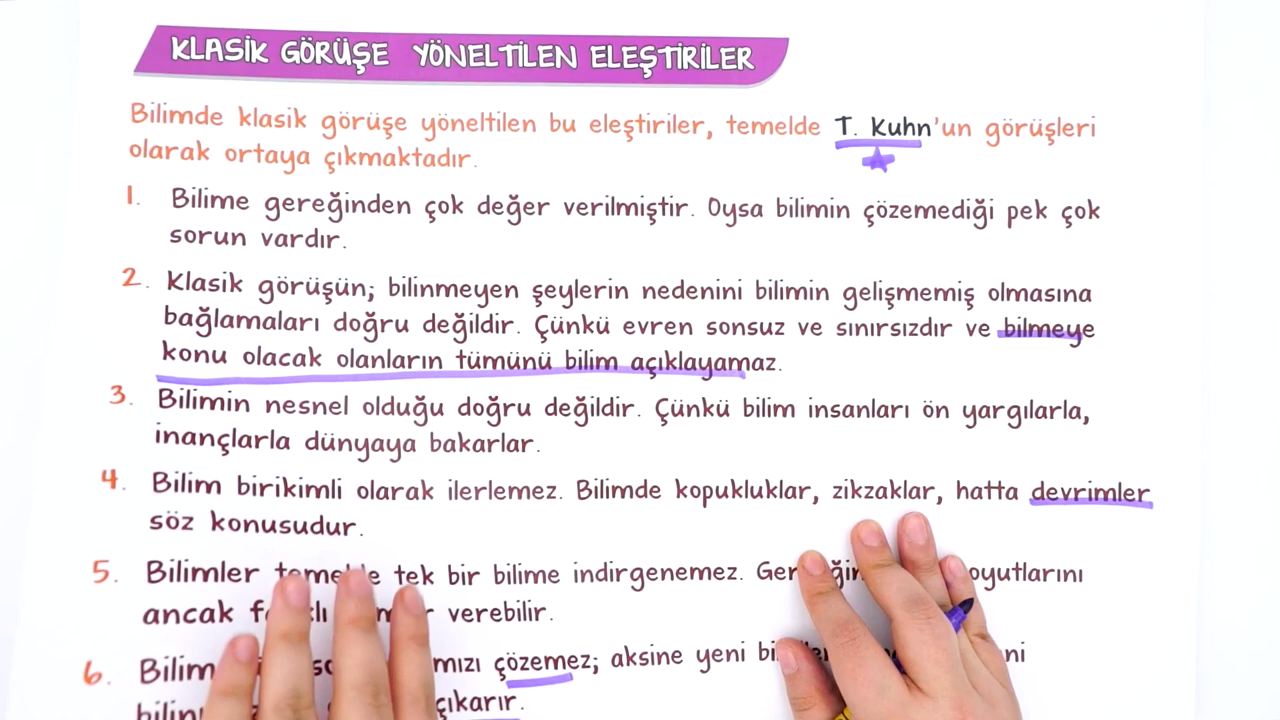 KLASİK GÖRÜŞE YÖNELTİLEN ELEŞTİRİLER
Bilimde klasik görüşe yöneltilen bu eleştiriler, temelde T. Kuhn'un görüşleri
olarak ortaya çıkmaktadır.
1. Bilime gereğinden çok değer verilmiştir. Oysa bilimin çözemediği pek çok
sorun vardır.
2. Klasik görüşün; bilinmeyen şeylerin nedenini bilimin gelişmemiş olmasına
bağlamaları doğru değildir. Çünkü evren sonsuz ve sınırsızdır ve bilmeye
konu olacak olanların tümünü bilim açıklayamaz.
3. Bilimin nesnel olduğu doğru değildir. Çünkü bilim insanları ön yargılarla,
inançlarla dünyaya bakarlar.
4. Bilim birikimli olarak ilerlemez. Bilimde kopukluklar, zikzaklar, hatta devrimler
söz konusudur.
5. Bilimler temelde tek bir bilime indirgenemez.
ancak verebilir.
6. çözemez; aksine yeni
çıkarır.